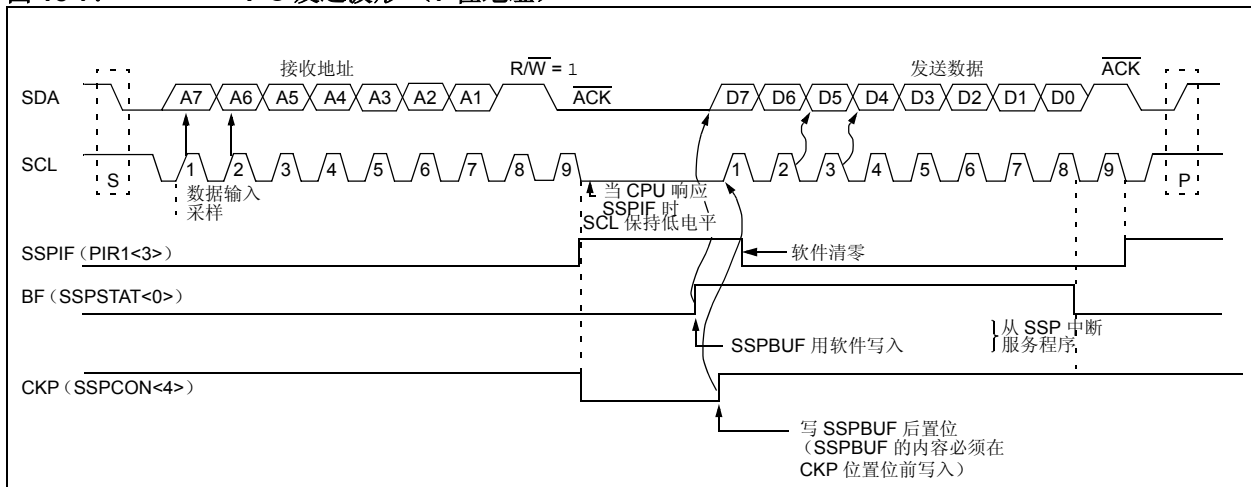 接收地址
R/W = 1
发送数据
ACK
SDA
A7 A6 A5 A4 A3 A2 A1
ACK
D7 D6 D5 D4 D3 D2 D1 D0
SCL
S
1 2 3 4 5 6 7 8 9
1 2 3 4 5 6 7 8 9
P
数据输入
采样
当 CPU 响应
SSPIF 时
SCL 保持低电平
SSPIF（PIR1<3>）
软件清零
BF（SSPSTAT<0>）
SSPBUF 用软件写入
从 SSP 中断
服务程序
CKP（SSPCON<4>）
写 SSPBUF 后置位
（SSPBUF 的内容必须在
CKP 位置位前写入）